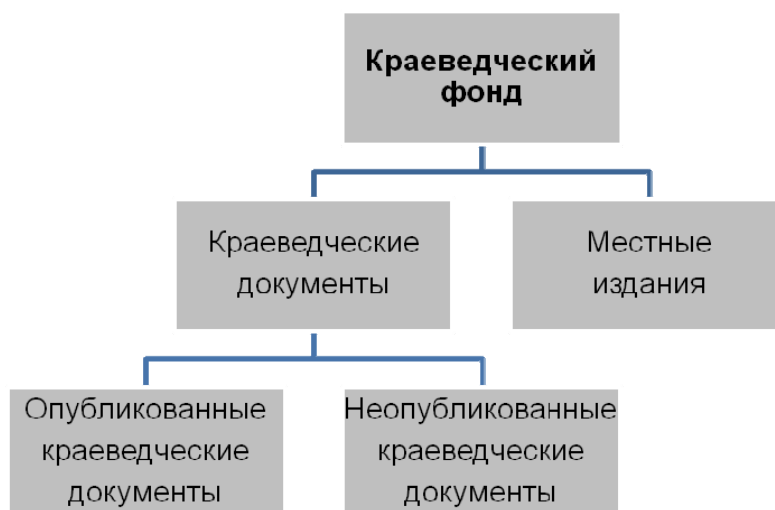 Краеведческий
фонд
Краеведческие
документы
Местные
издания
Опубликованные
краеведческие
документы
Неопубликованные
краеведческие
документы